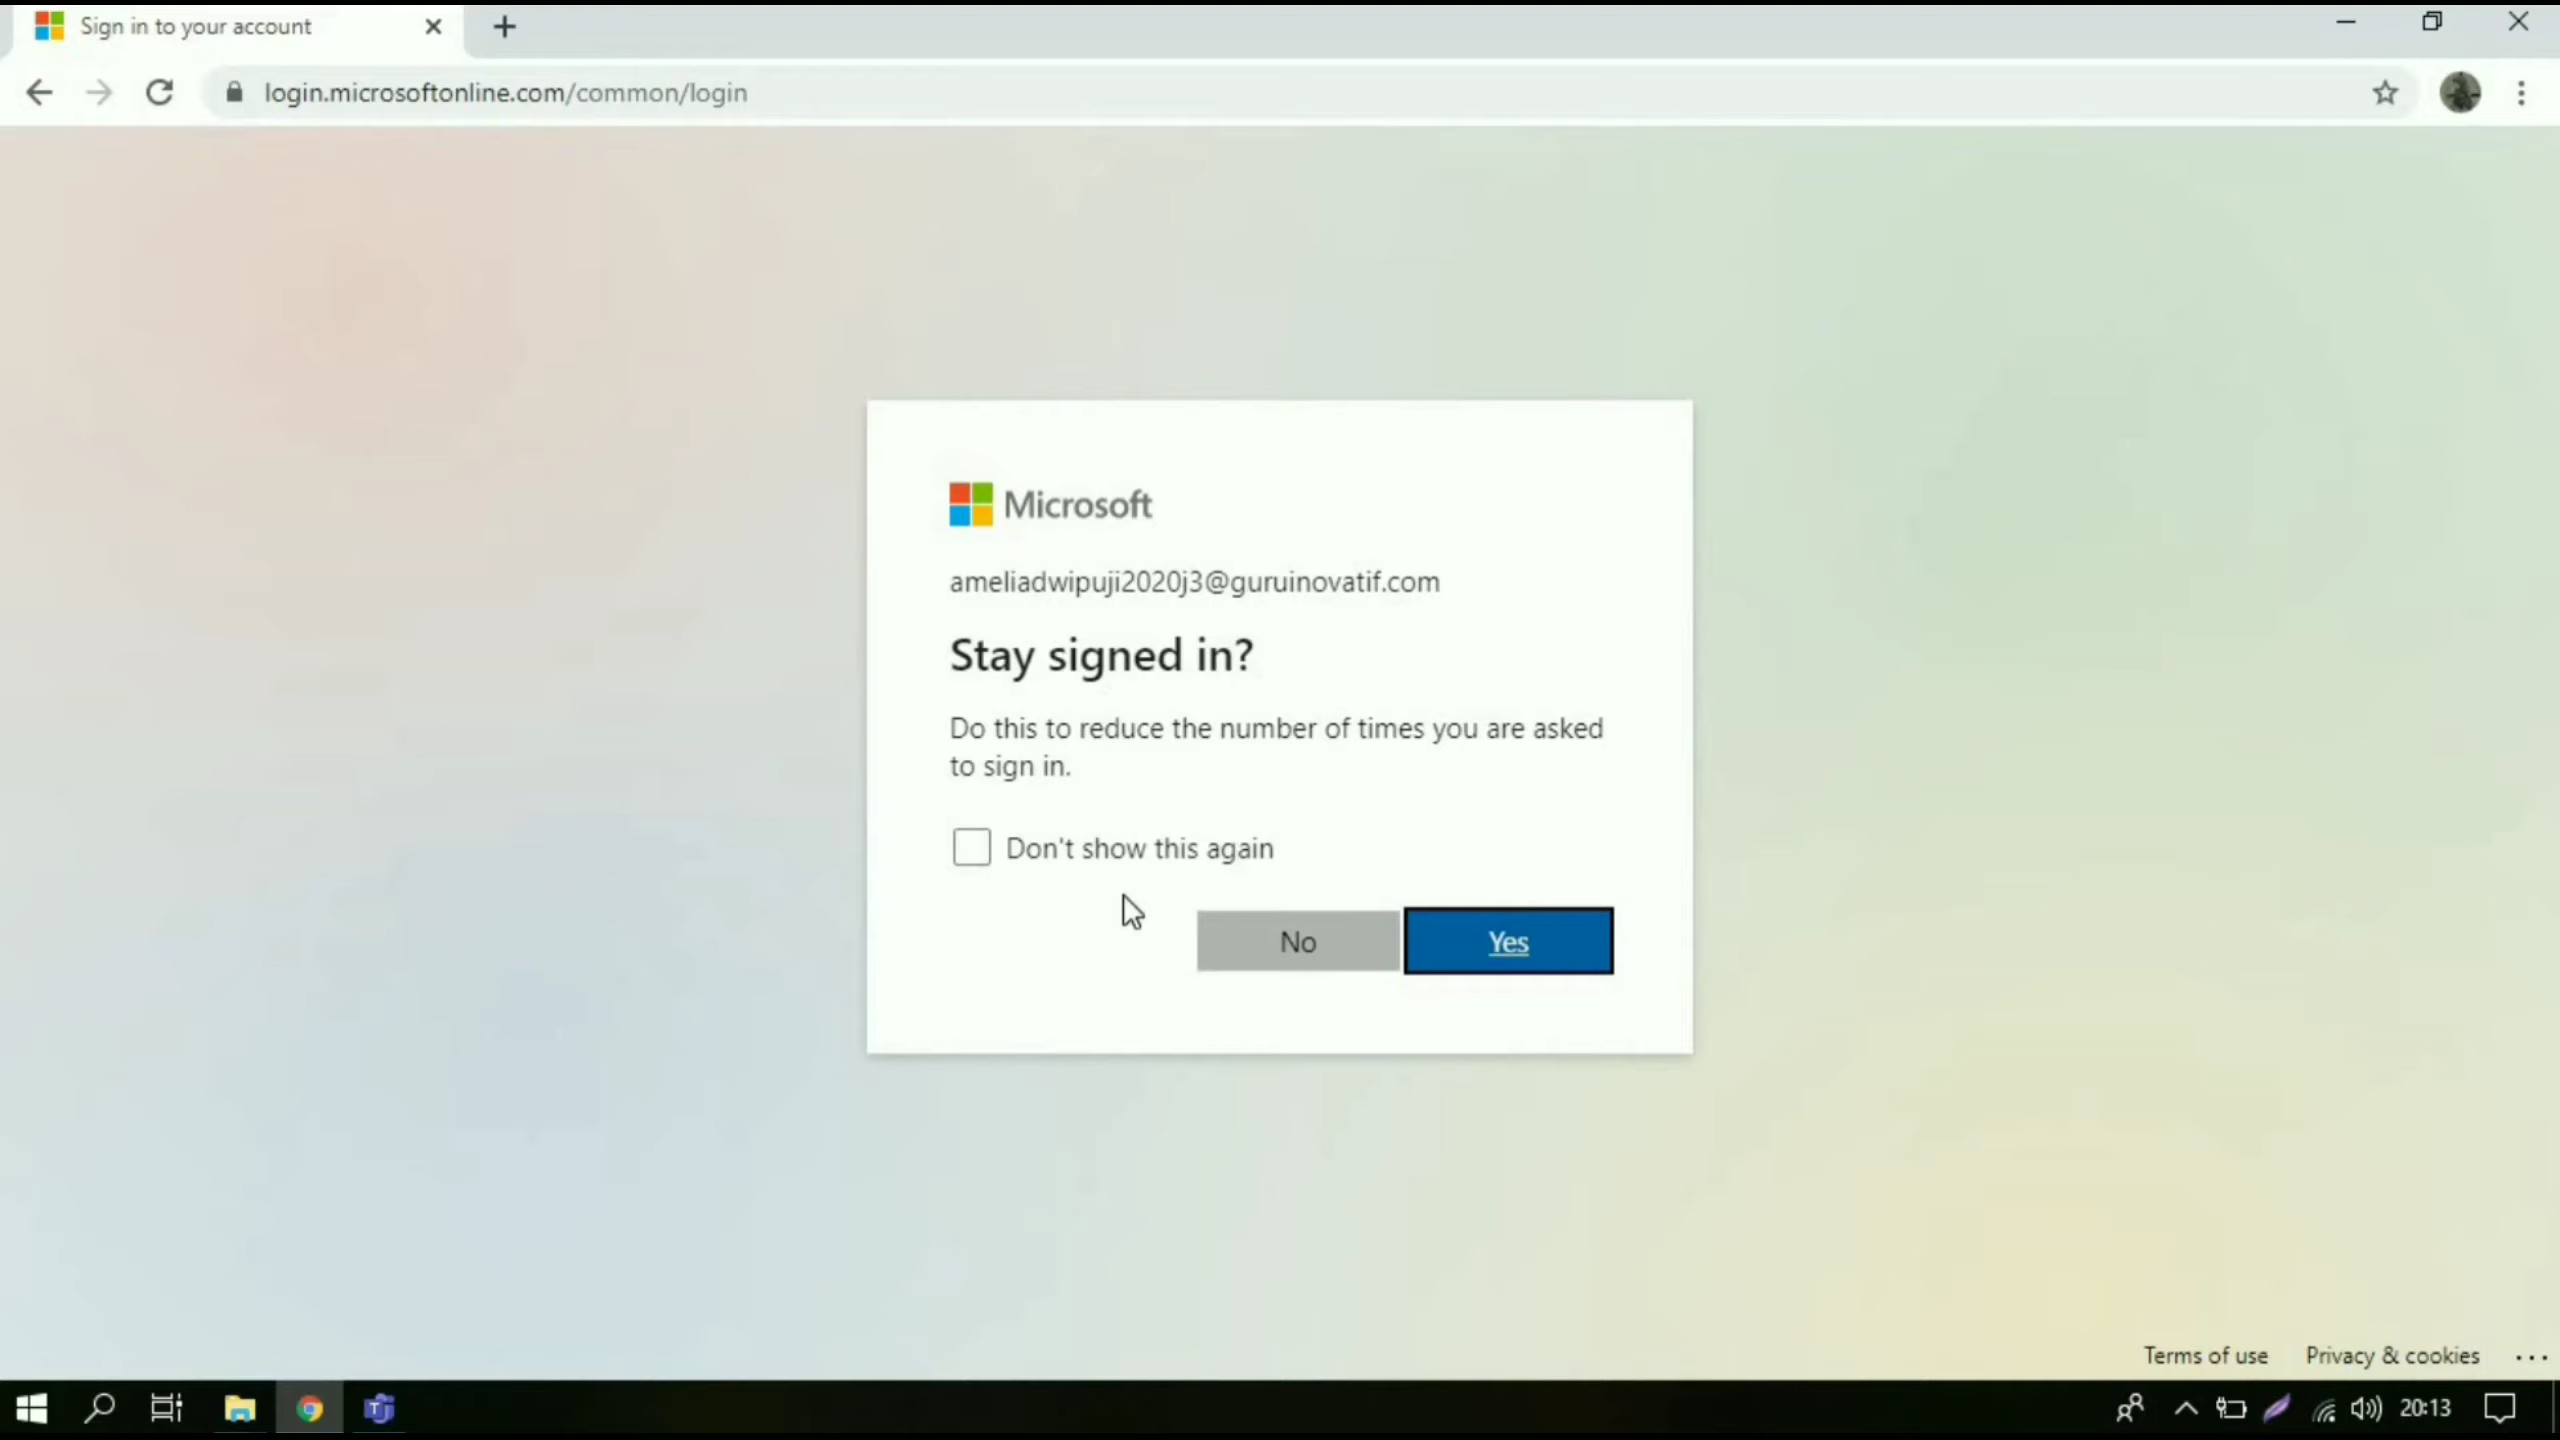 Sign in to your account
login.microsoftonline.com/common/login
Microsoft
ameliadwipuji2020j3@guruinovatif.com
Stay signed in?
Do this to reduce the number of times you are asked
to sign in.
Don't show this again
No
Yes
Terms of use
Privacy & cookies
20:13